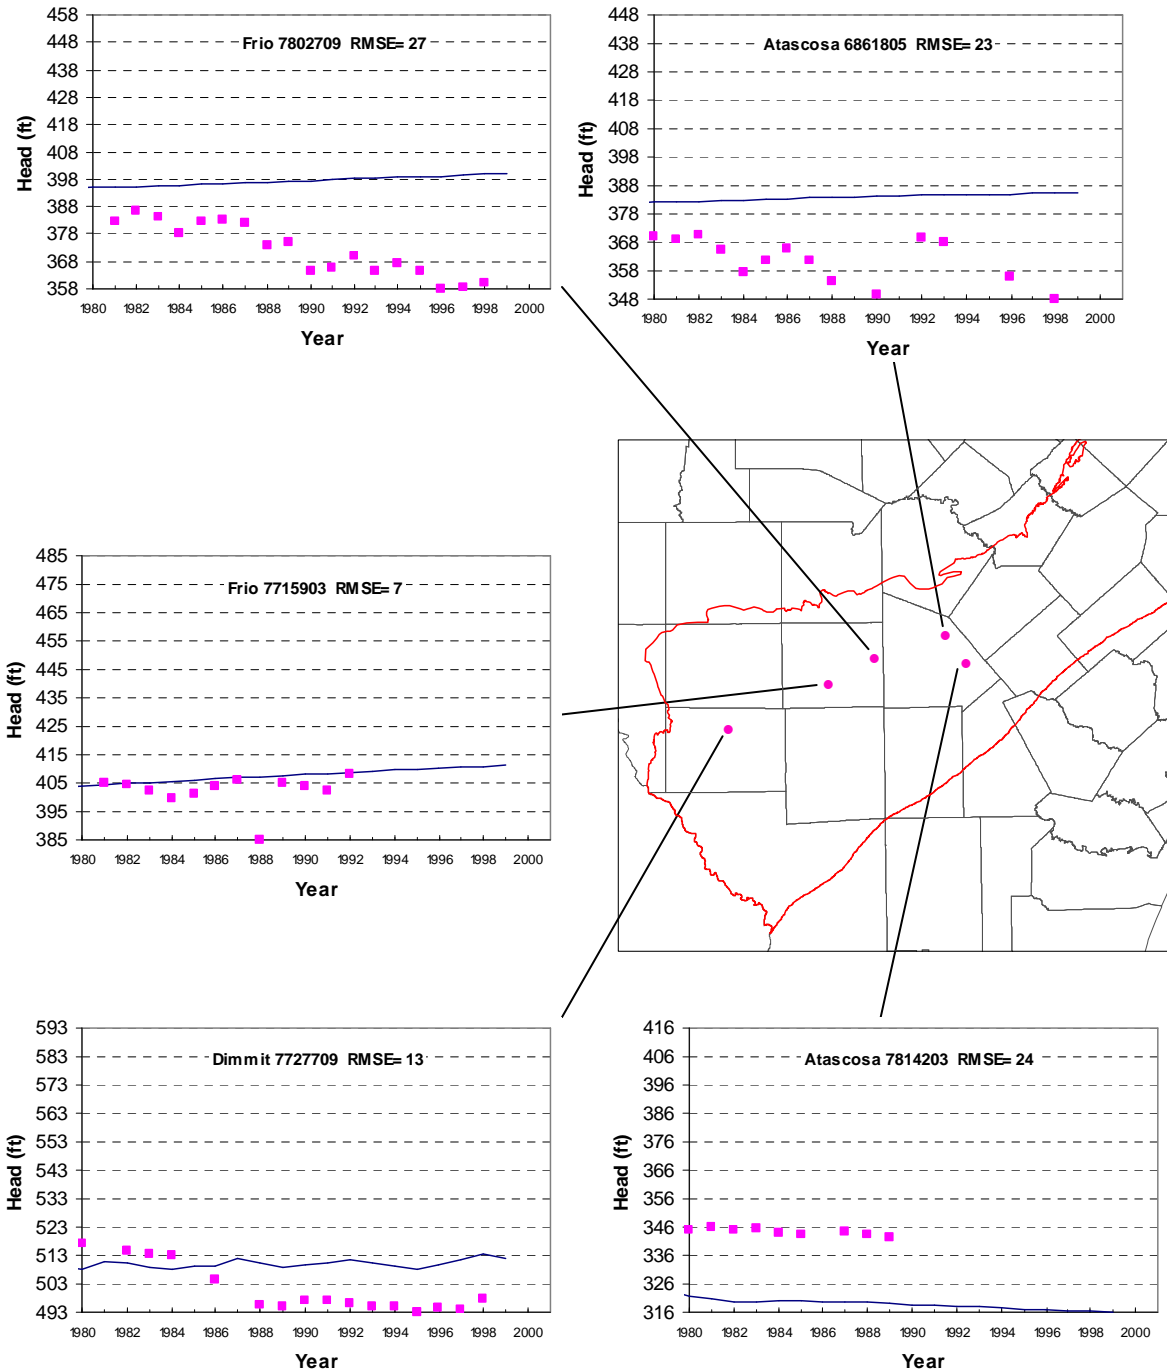 Frio 7802709 RMSE= 27
Head (ft)
458
448
438
428
418
408
398
388
378
368
358
1980 1982 1984 1986 1988 1990 1992 1994 1996 1998 2000
Year
Atascosa 6861805 RMSE= 23
Head (ft)
448
438
428
418
408
398
388
378
368
358
348
1980 1982 1984 1986 1988 1990 1992 1994 1996 1998 2000
Year
Frio 7715903 RMSE= 7
Head (ft)
485
475
465
455
445
435
425
415
405
395
385
1980 1982 1984 1986 1988 1990 1992 1994 1996 1998 2000
Year
Dimmit 7727709 RMSE= 13
Head (ft)
593
583
573
563
553
543
533
523
513
503
493
1980 1982 1984 1986 1988 1990 1992 1994 1996 1998 2000
Year
Atascosa 7814203 RMSE= 24
Head (ft)
416
406
396
386
376
366
356
346
336
326
316
1980 1982 1984 1986 1988 1990 1992 1994 1996 1998 2000
Year